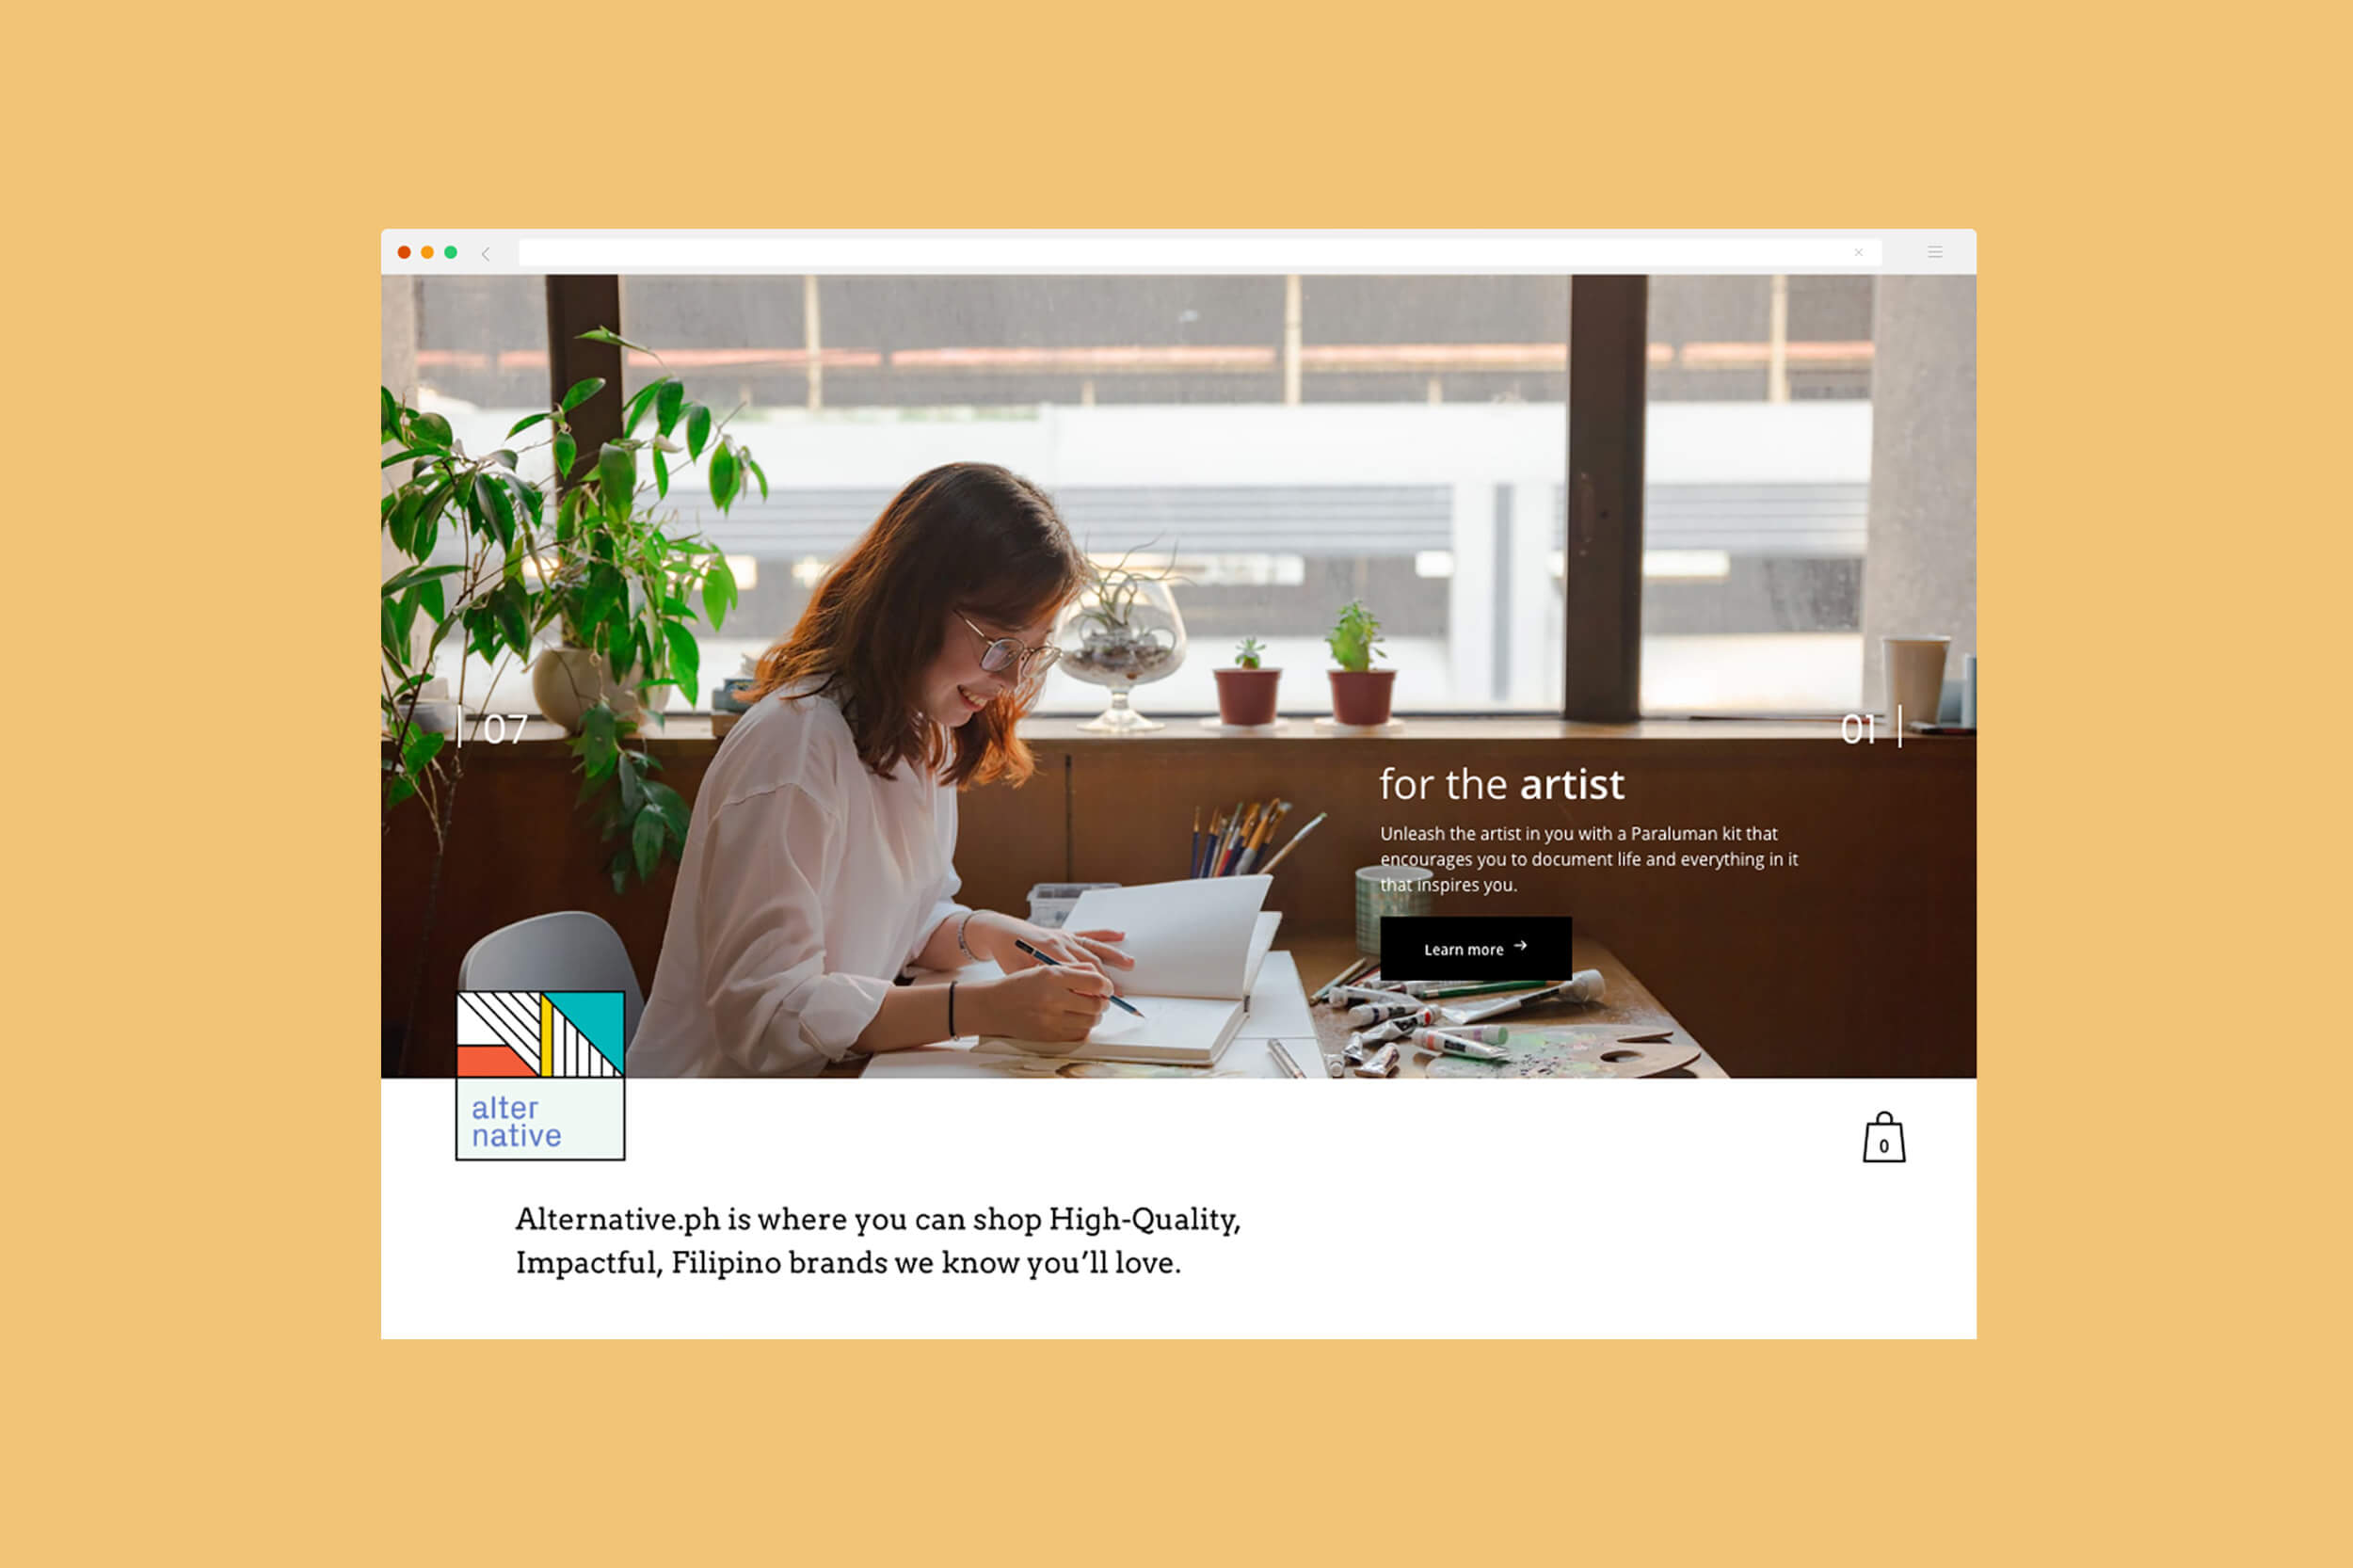 07
01
for the artist
Unleash the artist in you with a Paraluman kit that
encourages you to document life and everything in it
that inspires you.
Learn more
alter
native
0
Alternative.ph is where you can shop High-Quality,
Impactful, Filipino brands we know you’ll love.